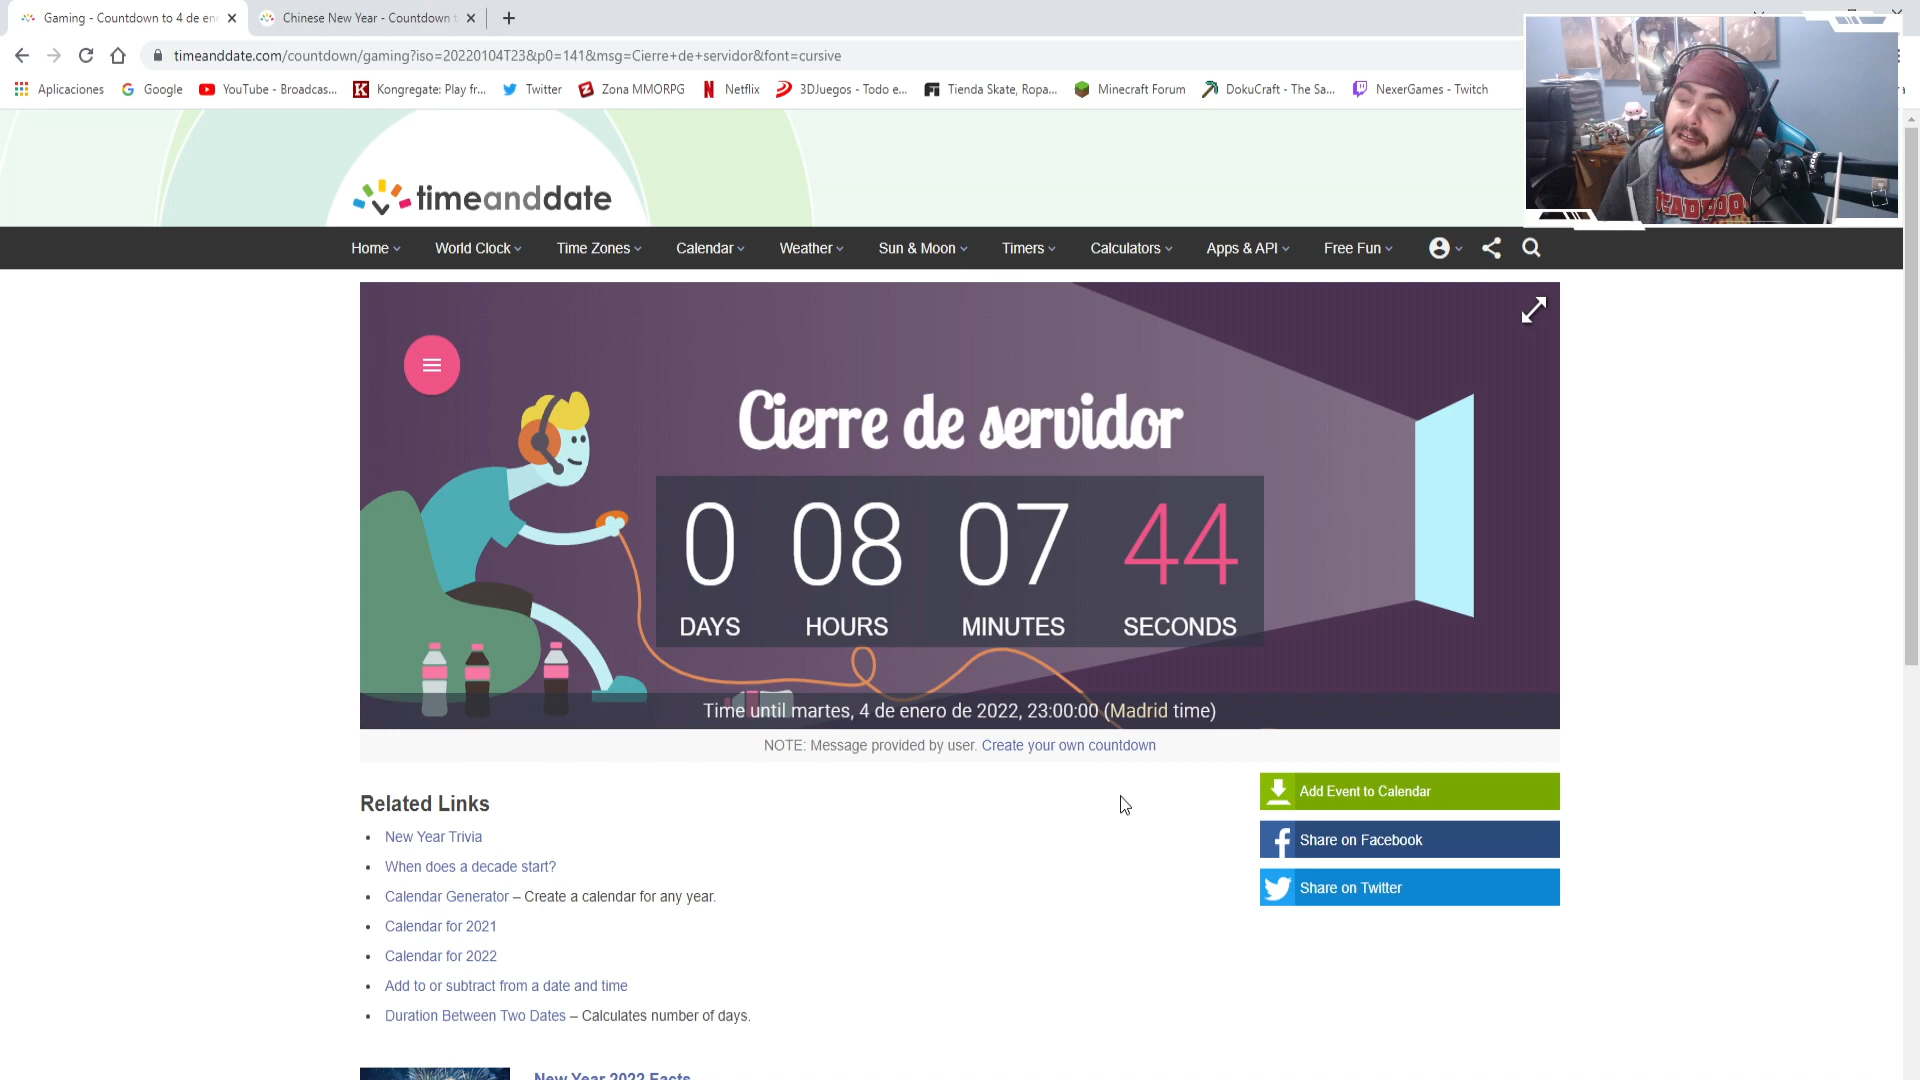 Gaming - Countdown to 4 de en
Chinese New Year - Countdown t
timeanddate.com/countdown/gaming?iso=20220104T23&p0=141&msg=Cierre+de+servidor&font=cursive
Aplicaciones
Google
YouTube - Broadcas...
Kongregate: Play fr...
Twitter
Zona MMORPG
Netflix
3DJuegos - Todo e...
Tienda Skate, Ropa...
Minecraft Forum
DokuCraft - The Sa...
NexerGames - Twitch
timeanddate
Home
World Clock
Time Zones
Calendar
Weather
Sun & Moon
Timers
Calculators
Apps & API
Free Fun
Cierre de servidor
0 08 07 44
DAYS HOURS MINUTES SECONDS
Time until martes, 4 de enero de 2022, 23:00:00 (Madrid time)
NOTE: Message provided by user. Create your own countdown
Related Links
New Year Trivia
When does a decade start?
Calendar Generator – Create a calendar for any year.
Calendar for 2021
Calendar for 2022
Add to or subtract from a date and time
Duration Between Two Dates – Calculates number of days.
Add Event to Calendar
Share on Facebook
Share on Twitter
New Year 2022 Facts
DEADPOOL